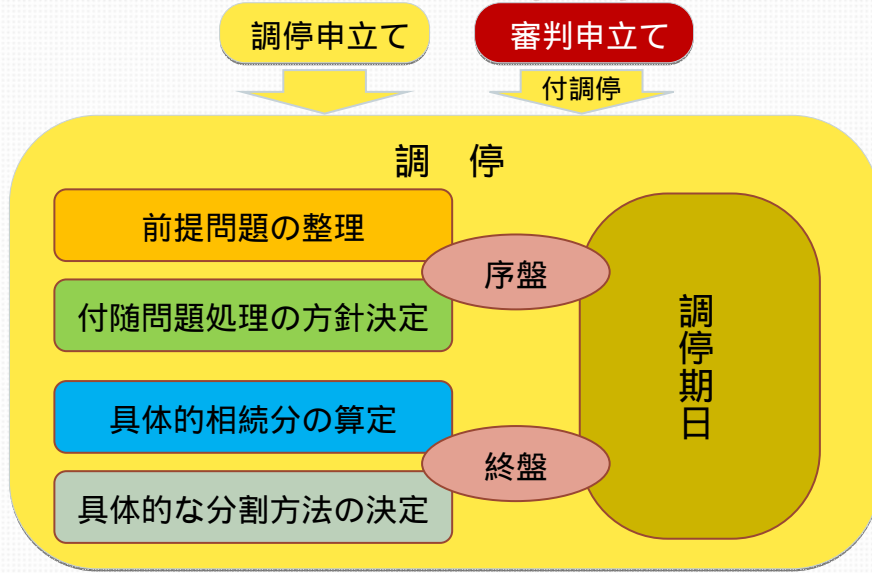 調停申立て
審判申立て
付調停
調　停
前提問題の整理
序盤
付随問題処理の方針決定
調停期日
具体的相続分の算定
終盤
具体的な分割方法の決定